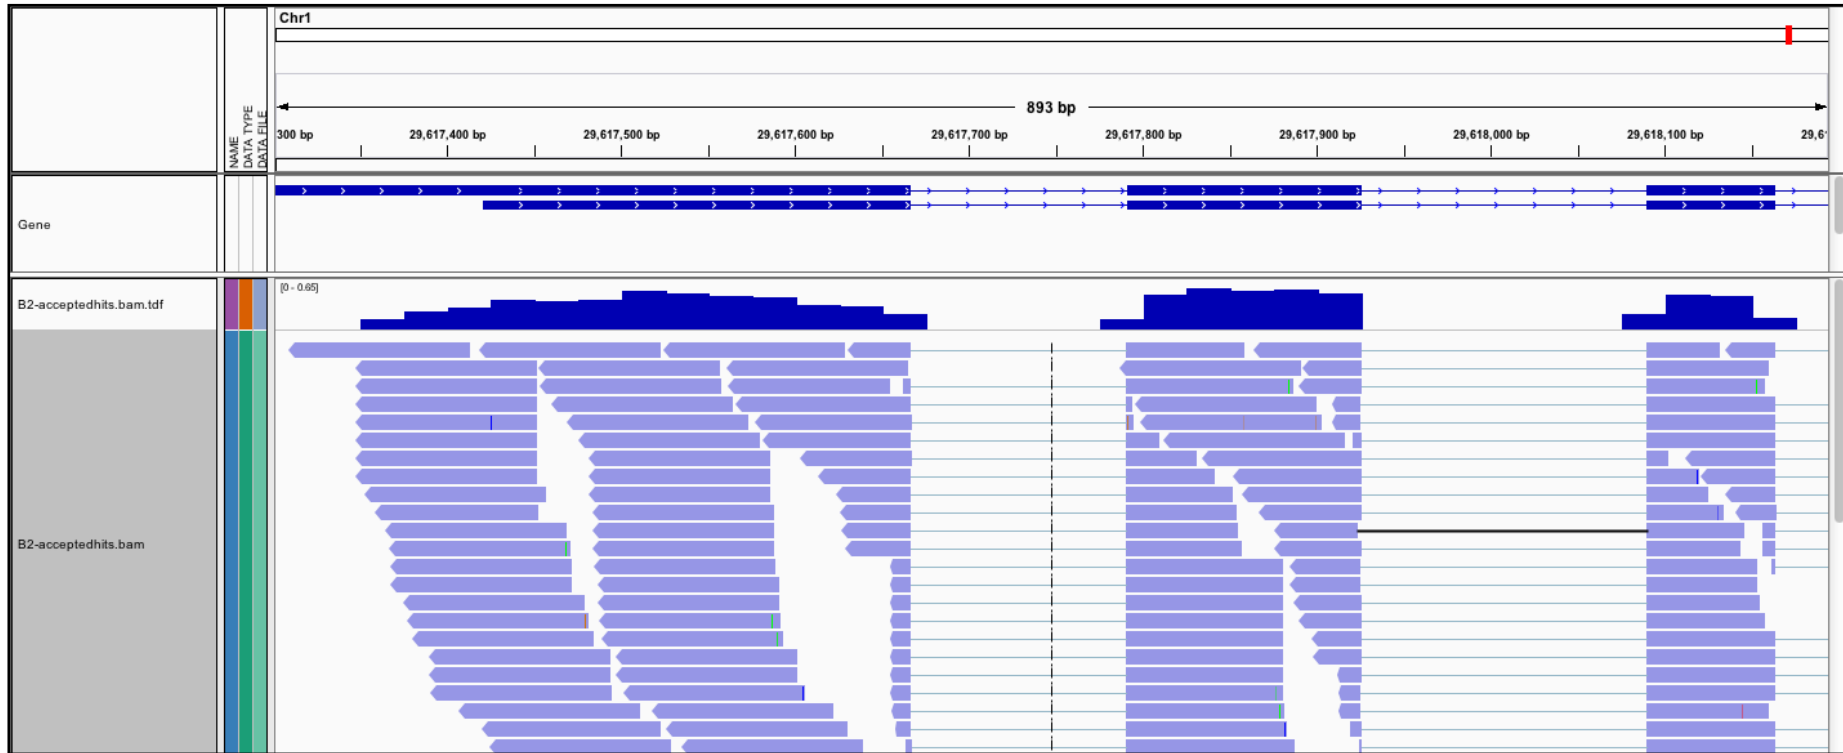 Chr1
893 bp
300 bp
29,617,400 bp
29,617,500 bp
29,617,600 bp
29,617,700 bp
29,617,800 bp
29,617,900 bp
29,618,000 bp
29,618,100 bp
29,6
NAME
DATA TYPE
DATA FILE
Gene
B2-acceptedhits.bam.tdf
[0 - 0.65]
B2-acceptedhits.bam